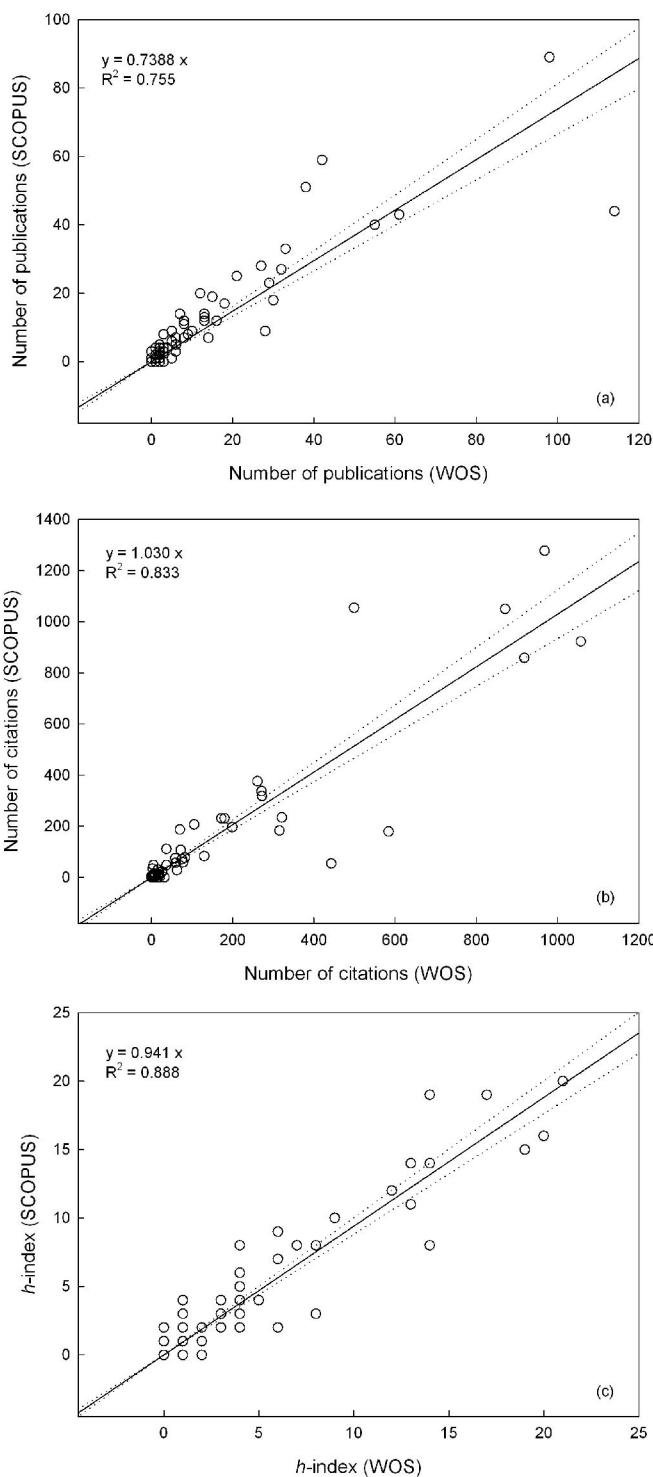 100
80
60
40
20
0
y = 0.7388 x
R² = 0.755
Number of publications (SCOPUS)
(a)
0 20 40 60 80 100 120
Number of publications (WOS)
1400
1200
1000
800
600
400
200
0
y = 1.030 x
R² = 0.833
Number of citations (SCOPUS)
(b)
0 200 400 600 800 1000 1200
Number of citations (WOS)
25
20
15
10
5
0
y = 0.941 x
R² = 0.888
h-index (SCOPUS)
(c)
0 5 10 15 20 25
h-index (WOS)